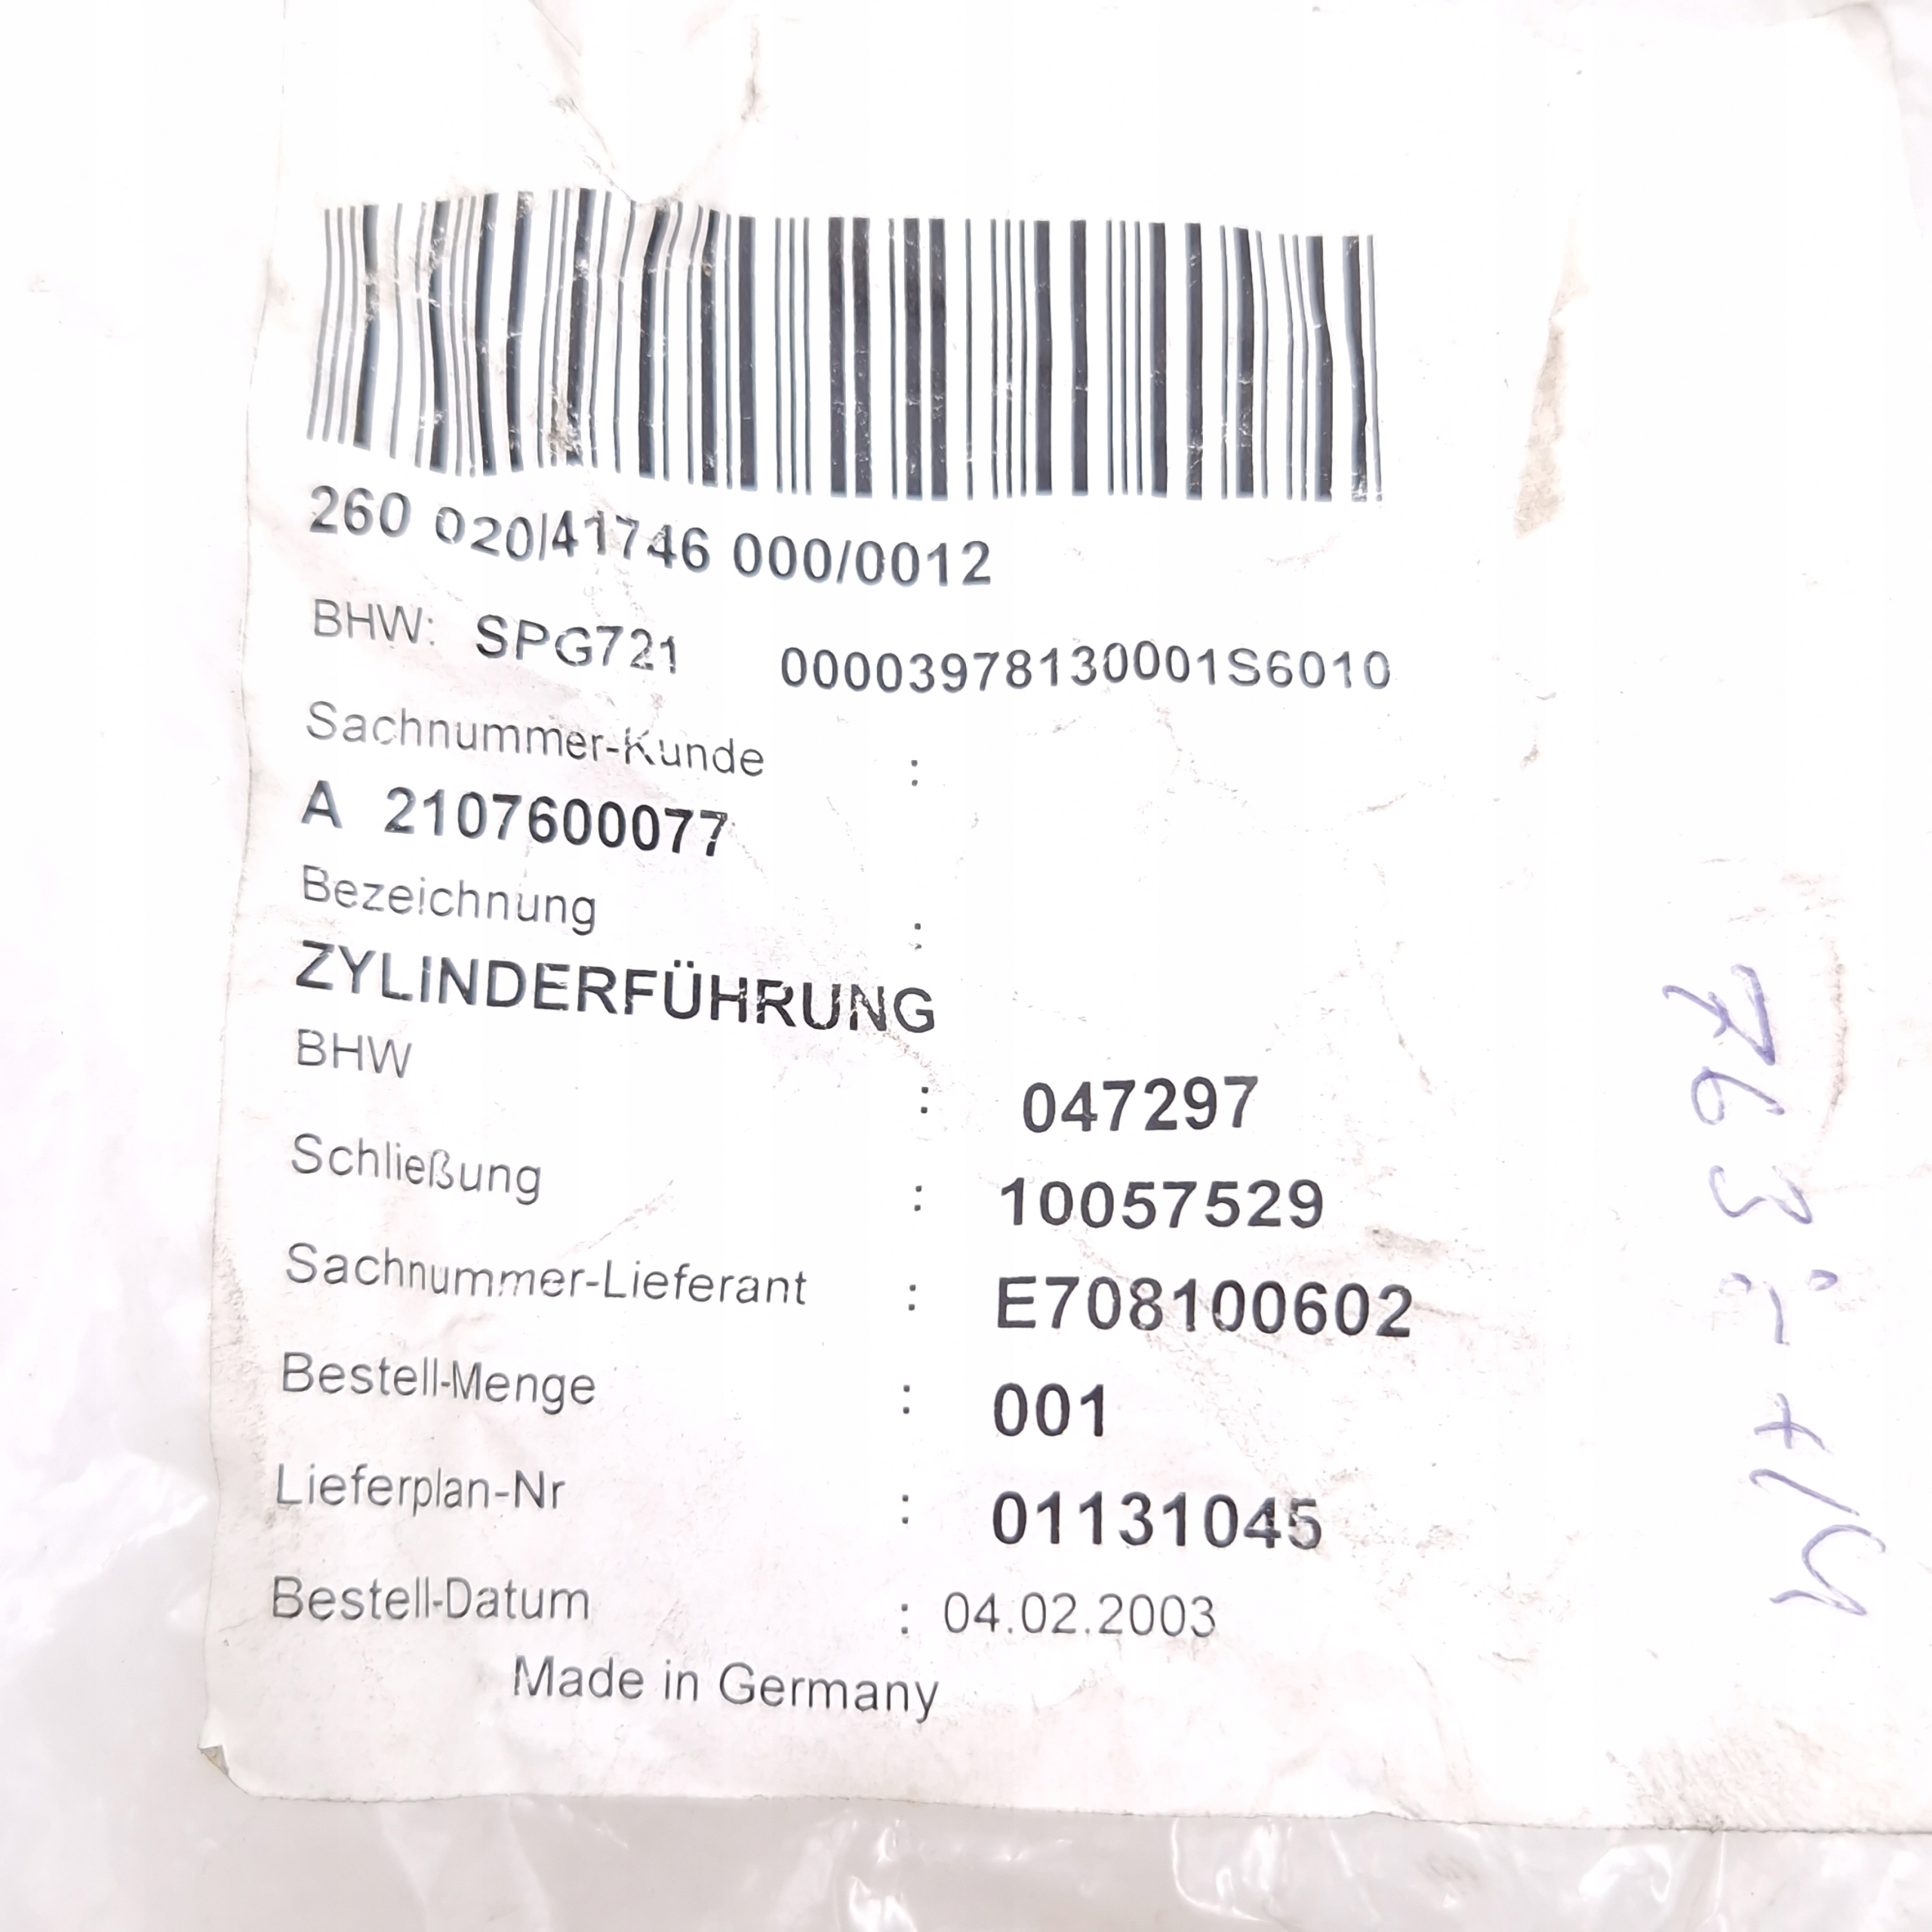 260 020/41746 000/0012
BHW: SPG721 00003978130001S6010
Sachnummer-Kunde :
A 2107600077
Bezeichnung :
ZYLINDERFÜHRUNG
BHW : 047297
Schließung : 10057529
Sachnummer-Lieferant : E708100602
Bestell-Menge : 001
Lieferplan-Nr : 01131045
Bestell-Datum : 04.02.2003
Made in Germany